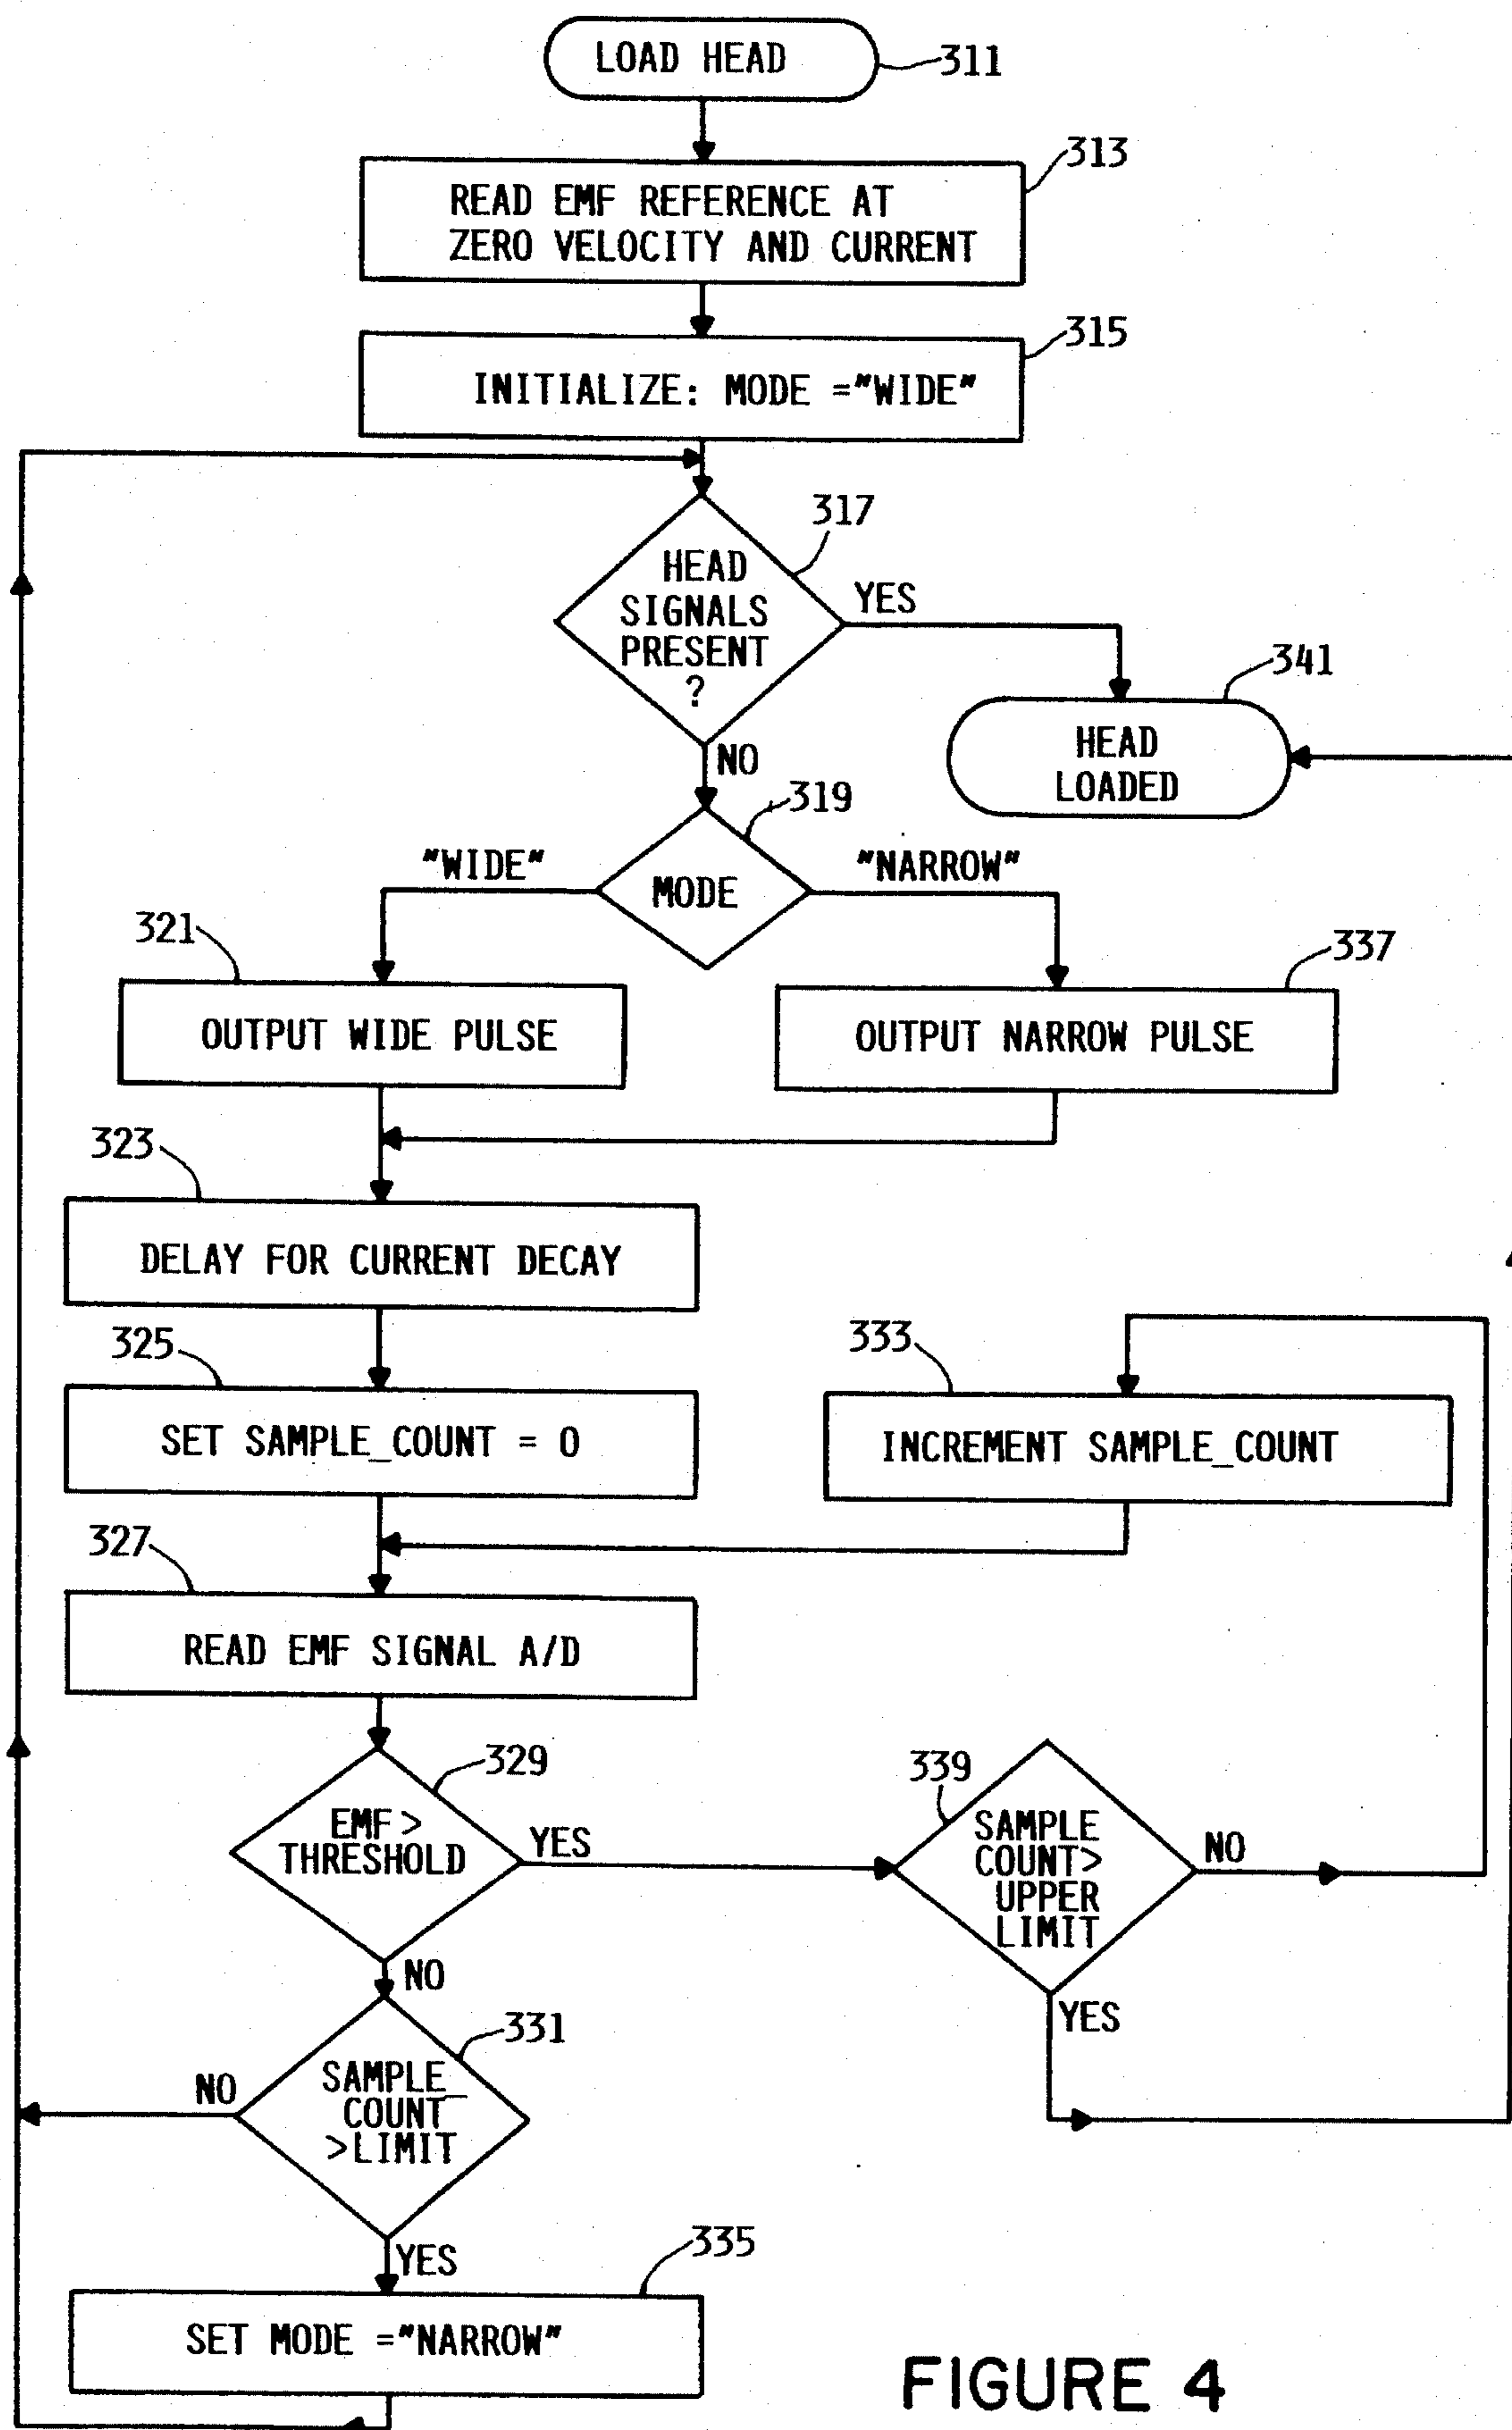 LOAD HEAD
311
313
READ EMF REFERENCE AT
ZERO VELOCITY AND CURRENT
315
INITIALIZE: MODE ="WIDE"
317
HEAD
SIGNALS
PRESENT
?
YES
341
HEAD
LOADED
NO
319
"WIDE"
MODE
"NARROW"
321
337
OUTPUT WIDE PULSE
OUTPUT NARROW PULSE
323
DELAY FOR CURRENT DECAY
325
333
SET SAMPLE_COUNT = 0
INCREMENT SAMPLE_COUNT
327
READ EMF SIGNAL A/D
329
339
EMF>
THRESHOLD
YES
SAMPLE
COUNT>
UPPER
LIMIT
NO
NO
YES
331
NO
SAMPLE_
COUNT
>LIMIT
YES
335
SET MODE ="NARROW"
FIGURE 4